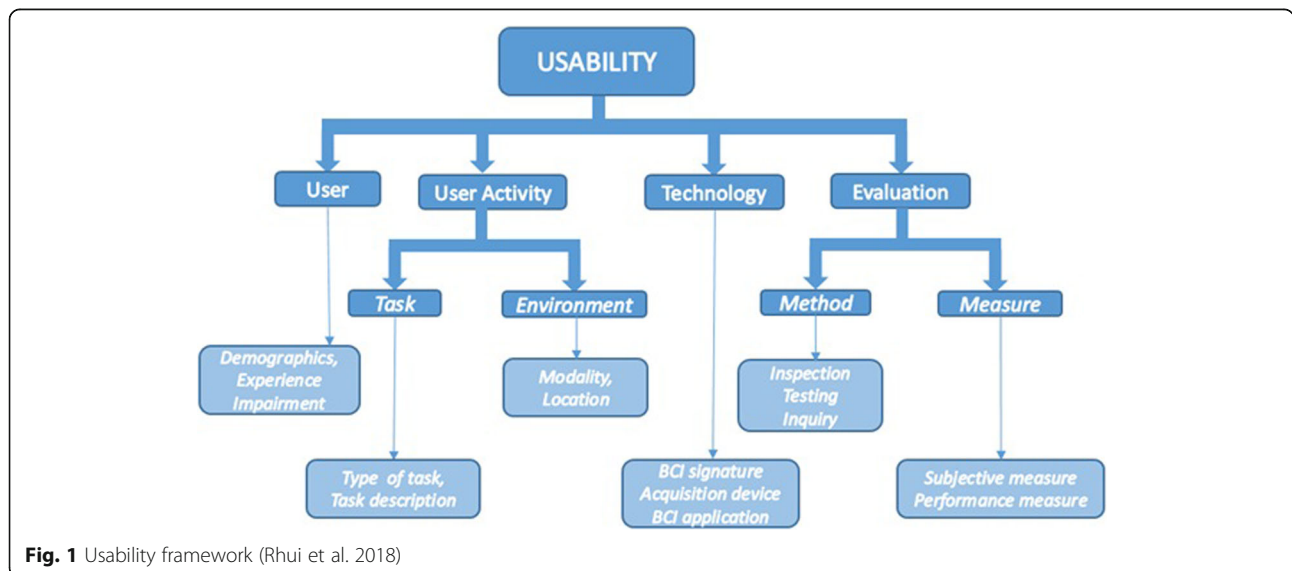 USABILITY
User
User Activity
Technology
Evaluation
Task
Environment
Method
Measure
Demographics,
Experience
Impairment
Modality,
Location
Inspection
Testing
Inquiry
Type of task,
Task description
BCI signature
Acquisition device
BCI application
Subjective measure
Performance measure
Fig. 1 Usability framework (Rhui et al. 2018)